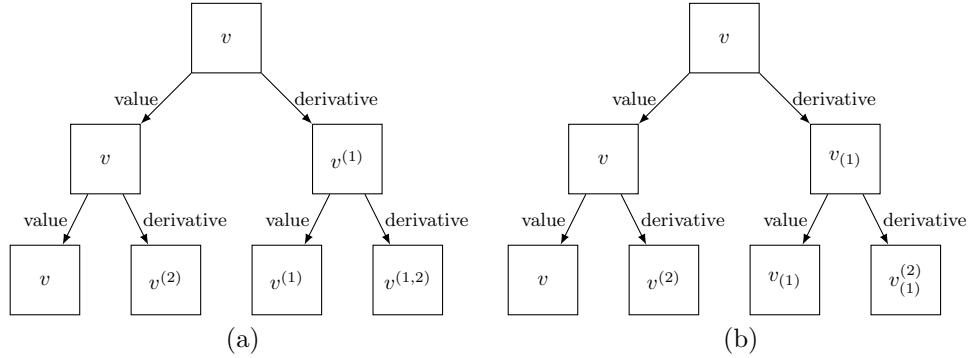 v v
value derivative value derivative
v v^{(1)} v v_{(1)}
value derivative value derivative value derivative value derivative
v v^{(2)} v^{(1)} v^{(1,2)} v v^{(2)} v_{(1)} v_{(1)}^{(2)}
(a) (b)